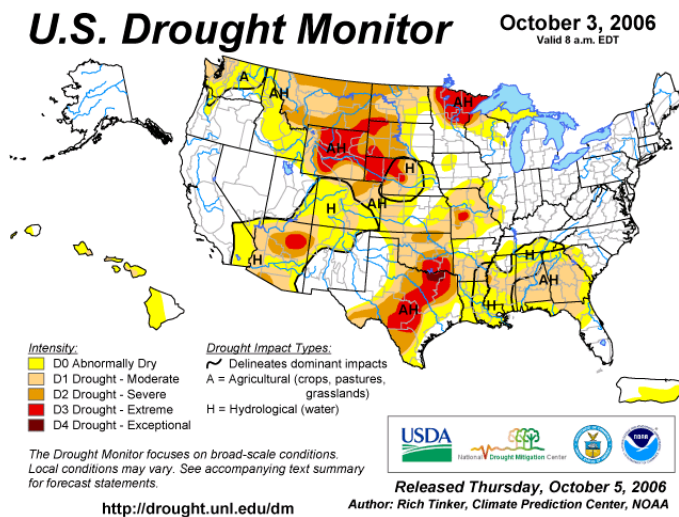 U.S. Drought Monitor
October 3, 2006
Valid 8 a.m. EDT
A
AH
AH
AH
H
H
AH
H
AH
H
H
AH
Intensity:
D0 Abnormally Dry
D1 Drought - Moderate
D2 Drought - Severe
D3 Drought - Extreme
D4 Drought - Exceptional
Drought Impact Types:
Delineates dominant impacts
A = Agricultural (crops, pastures,
grasslands)
H = Hydrological (water)
The Drought Monitor focuses on broad-scale conditions.
Local conditions may vary. See accompanying text summary
for forecast statements.
http://drought.unl.edu/dm
USDA
National Drought Mitigation Center
NOAA
Released Thursday, October 5, 2006
Author: Rich Tinker, Climate Prediction Center, NOAA